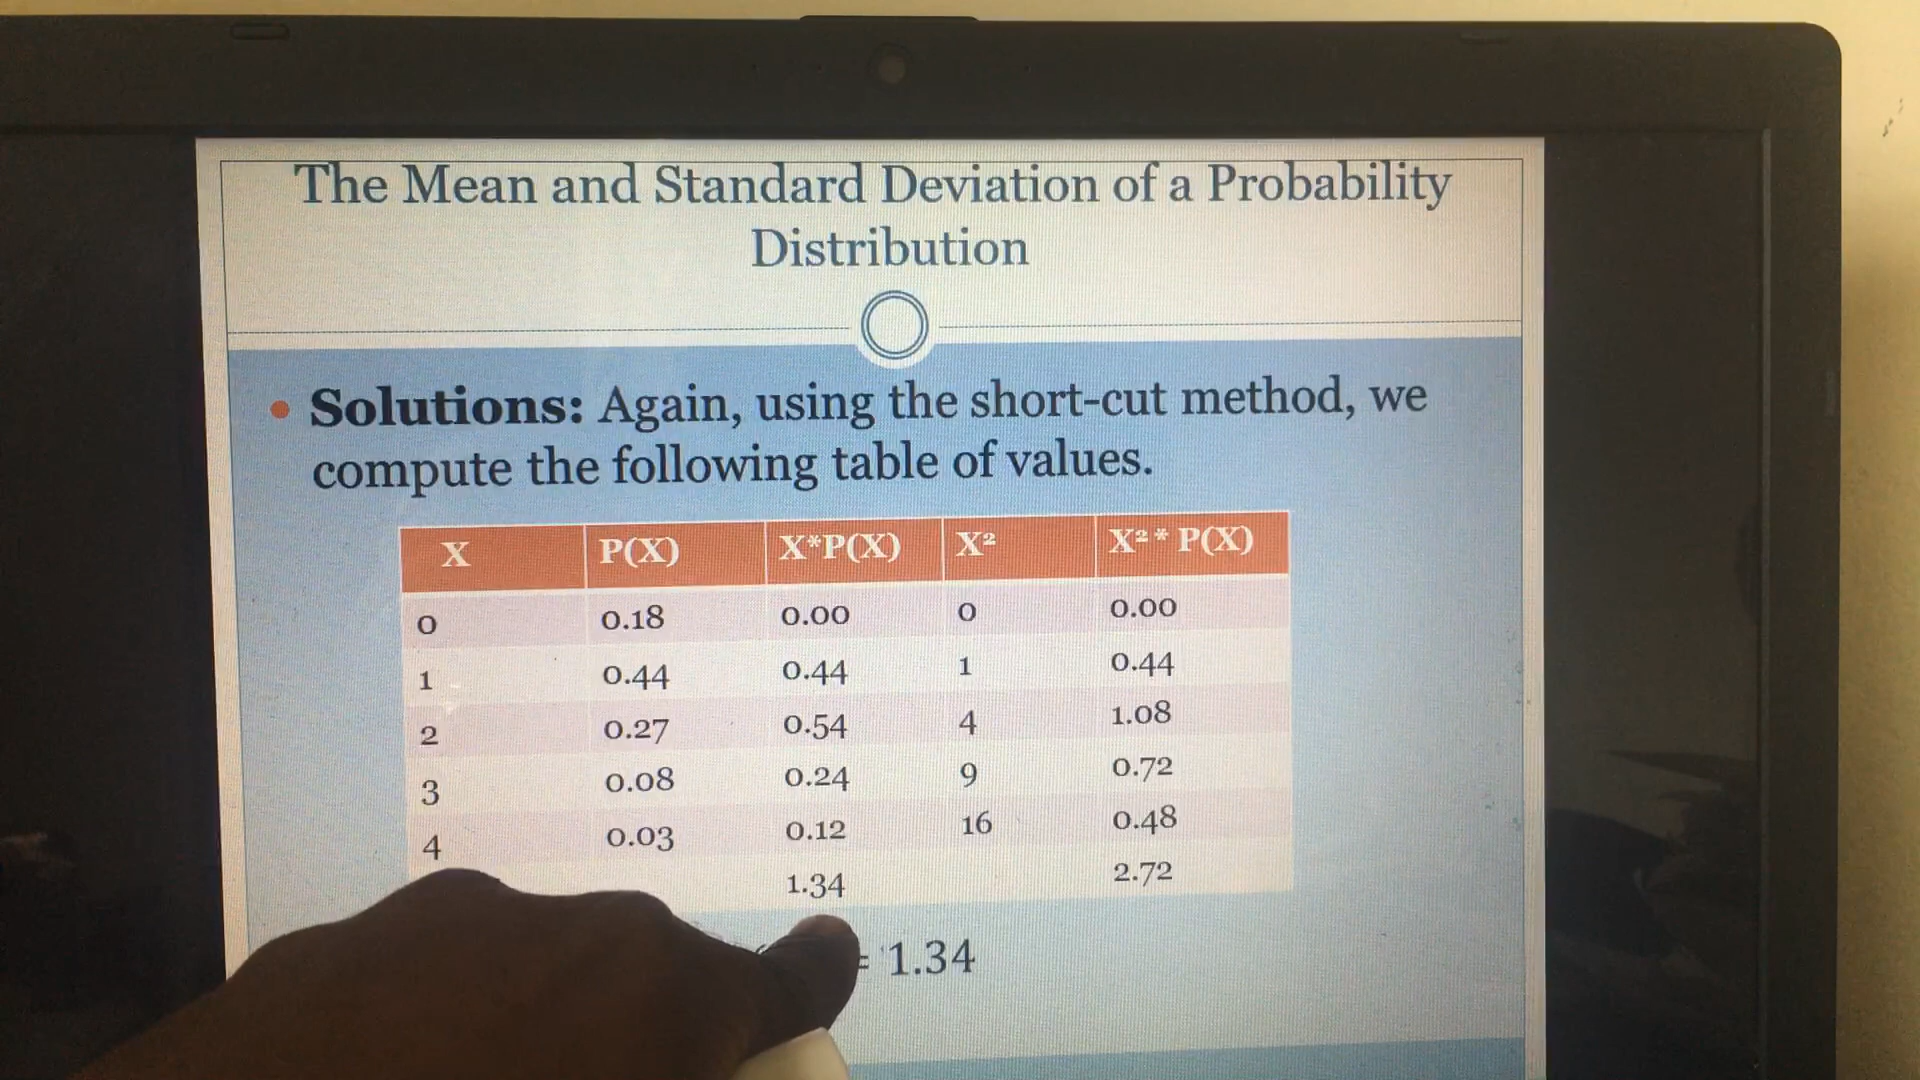 The Mean and Standard Deviation of a Probability
Distribution
• Solutions: Again, using the short-cut method, we
compute the following table of values.
X P(X) X*P(X) X² X² * P(X)
0 0.18 0.00 0 0.00
1 0.44 0.44 1 0.44
2 0.27 0.54 4 1.08
3 0.08 0.24 9 0.72
4 0.03 0.12 16 0.48
1.34 2.72
= 1.34